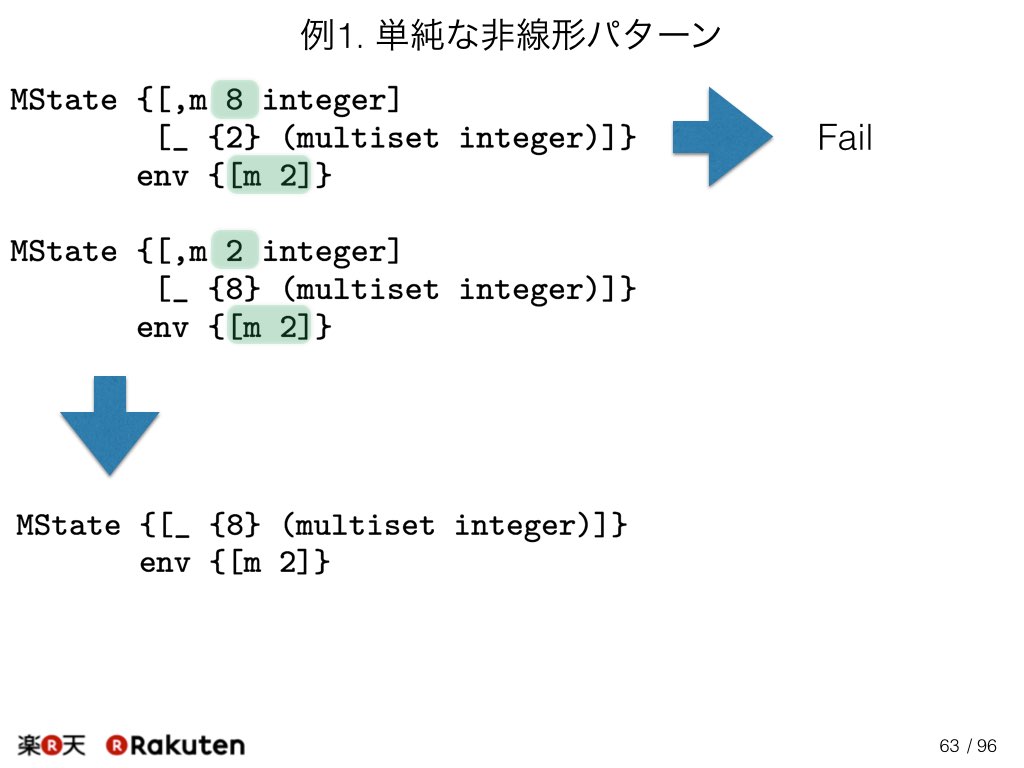 例1. 単純な非線形パターン
MState {[,m 8 integer]
[_ {2} (multiset integer)]}
env {[m 2]}
Fail
MState {[,m 2 integer]
[_ {8} (multiset integer)]}
env {[m 2]}
MState {[_ {8} (multiset integer)]}
env {[m 2]}
楽R天 R Rakuten
63 / 96